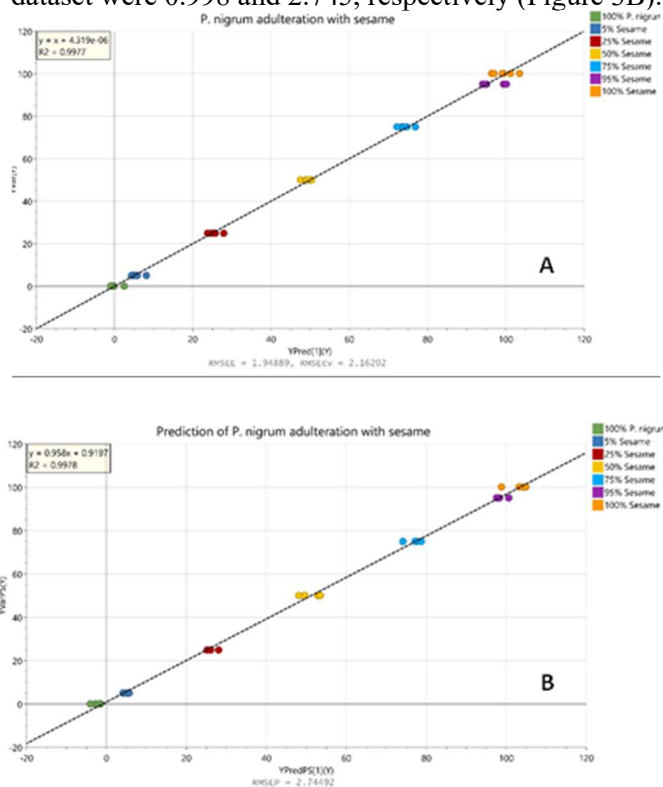 dataset were 0.998 and 2.745, respectively (Figure 3B).
P. nigrum adulteration with sesame
y = x + 4.319e-06
R2 = 0.9977
100% P. nigrum
5% Sesame
25% Sesame
50% Sesame
75% Sesame
95% Sesame
100% Sesame
120
100
80
60
40
20
0
-20
A
-20 0 20 40 60 80 100 120
YPred[1](Y)
RMSEE = 1.94889, RMSEcv = 2.16202
Prediction of P. nigrum adulteration with sesame
y = 0.958x + 0.9197
R2 = 0.9978
100% P. nigrum
5% Sesame
25% Sesame
50% Sesame
75% Sesame
95% Sesame
100% Sesame
120
100
80
60
40
20
0
-20
YVarPS(Y)
B
-20 0 20 40 60 80 100 120
YPredPS[1](Y)
RMSEP = 2.74492